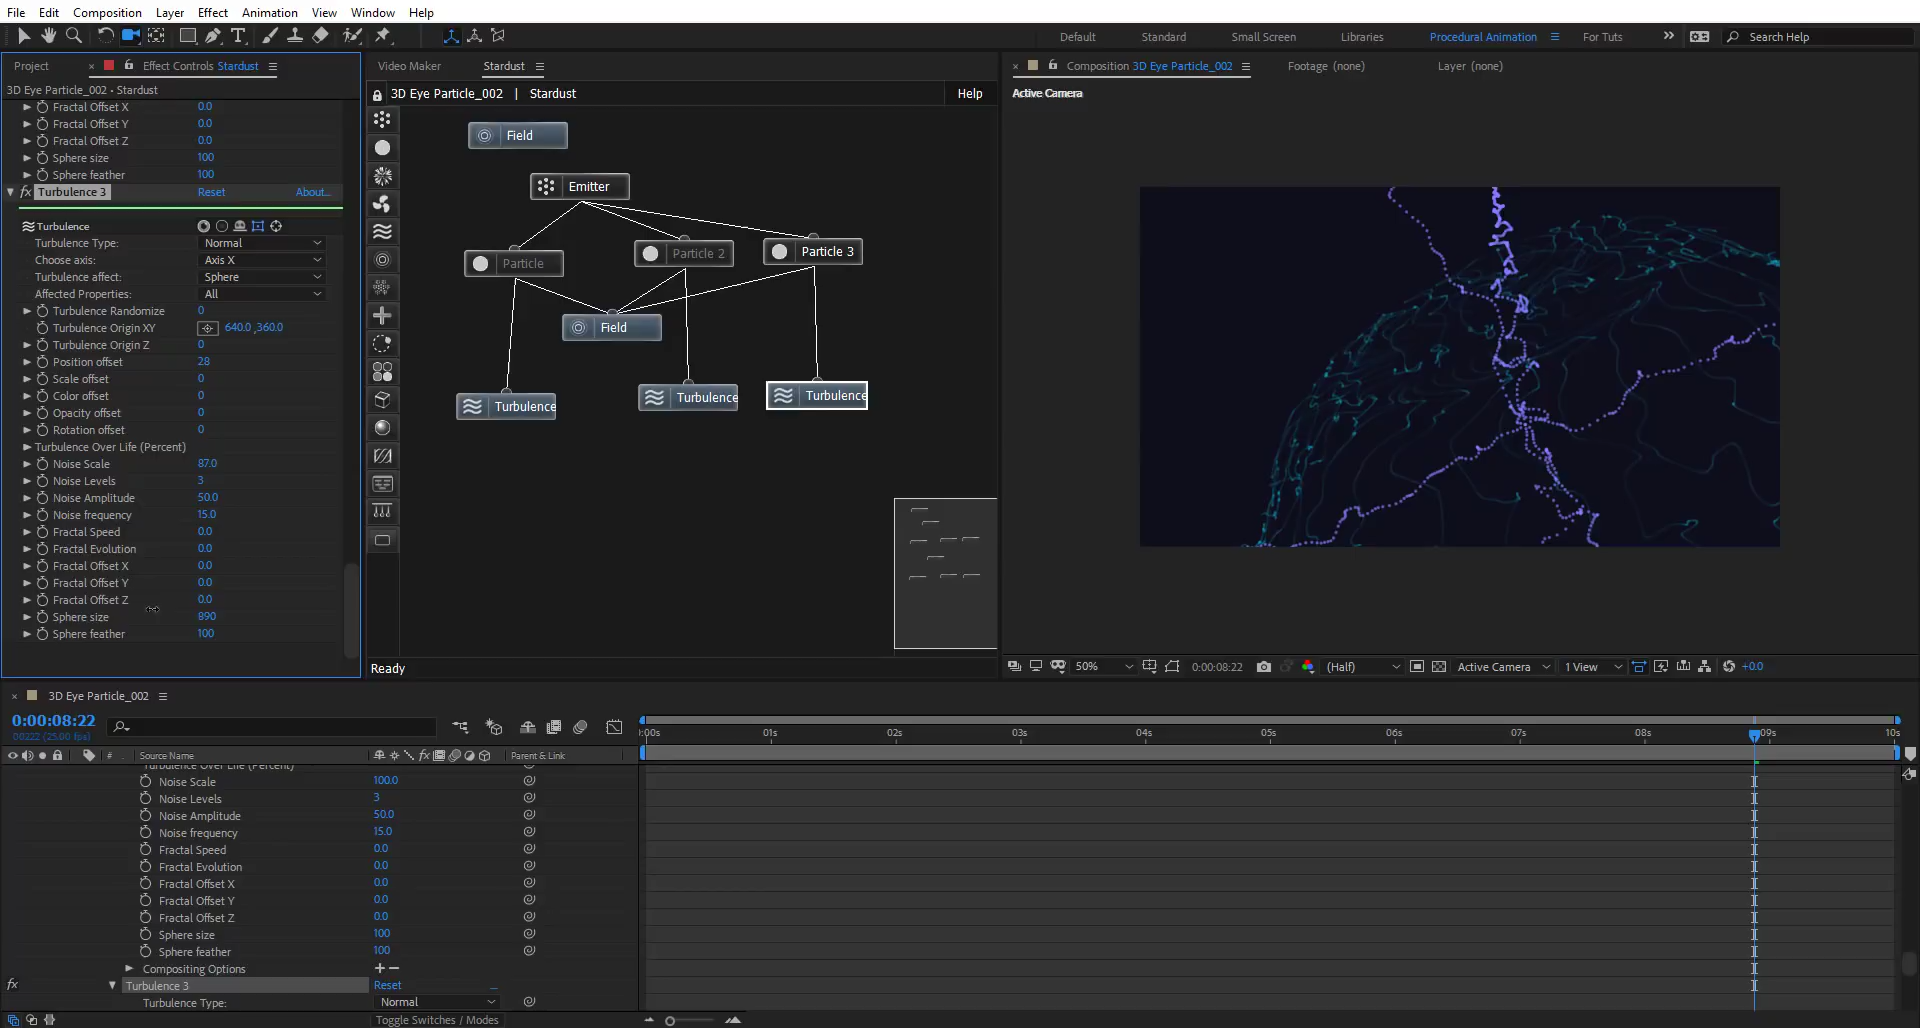 File Edit Composition Layer Effect Animation View Window Help
Default Standard Small Screen Libraries Procedural Animation For Tuts Search Help
Project Effect Controls Stardust
3D Eye Particle_002 • Stardust
Fractal Offset X 0.0
Fractal Offset Y 0.0
Fractal Offset Z 0.0
Sphere size 100
Sphere feather 100
fx Turbulence 3 Reset About...
Turbulence
Turbulence Type: Normal
Choose axis: Axis X
Turbulence affect: Sphere
Affected Properties: All
Turbulence Randomize 0
Turbulence Origin XY 640.0 ,360.0
Turbulence Origin Z 0
Position offset 28
Scale offset 0
Color offset 0
Opacity offset 0
Rotation offset 0
Turbulence Over Life (Percent)
Noise Scale 87.0
Noise Levels 3
Noise Amplitude 50.0
Noise frequency 15.0
Fractal Speed 0.0
Fractal Evolution 0.0
Fractal Offset X 0.0
Fractal Offset Y 0.0
Fractal Offset Z 0.0
Sphere size 890
Sphere feather 100
Video Maker Stardust
3D Eye Particle_002 | Stardust Help
Field
Emitter
Particle Particle 2 Particle 3
Field
Turbulence Turbulence Turbulence
Ready
Composition 3D Eye Particle_002 Footage (none) Layer (none)
Active Camera
50% 0:00:08:22 (Half) Active Camera 1 View +0.0
3D Eye Particle_002
0:00:08:22
00222 (25.00 fps)
:00s 01s 02s 03s 04s 05s 06s 07s 08s 09s 10s
# Source Name fx Parent & Link
Turbulence Over Life (Percent)
Noise Scale 100.0
Noise Levels 3
Noise Amplitude 50.0
Noise frequency 15.0
Fractal Speed 0.0
Fractal Evolution 0.0
Fractal Offset X 0.0
Fractal Offset Y 0.0
Fractal Offset Z 0.0
Sphere size 100
Sphere feather 100
Compositing Options + −
fx Turbulence 3 Reset ...
Turbulence Type: Normal
Toggle Switches / Modes